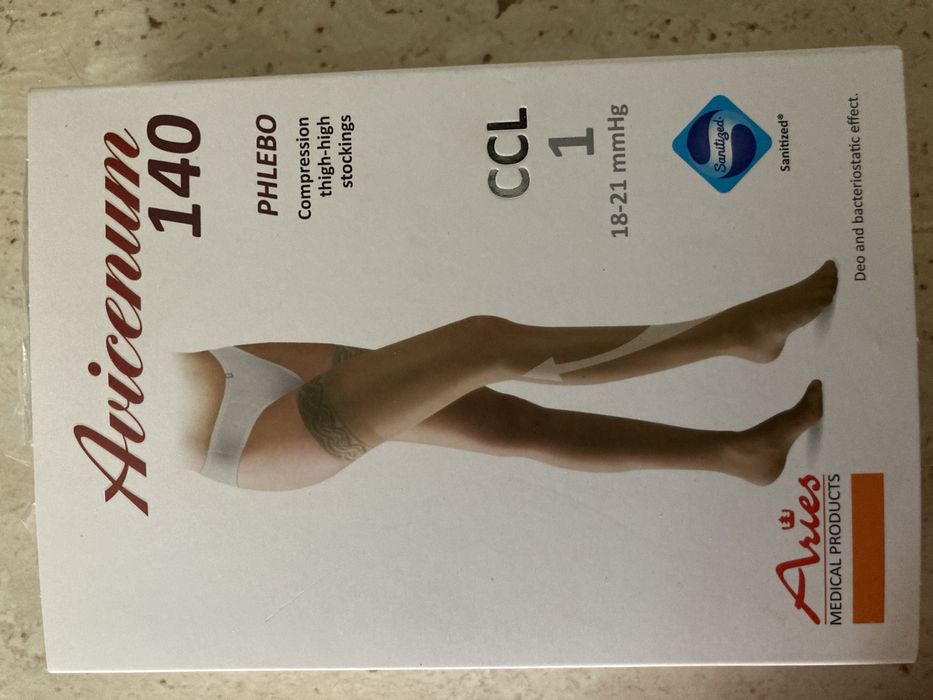 Avicenum
140
PHLEBO
Compression
thigh-high
stockings
CCL
1
18-21 mmHg
Sanitized®
Sanitized®
Deo and bacteriostatic effect.
Aries
MEDICAL PRODUCTS